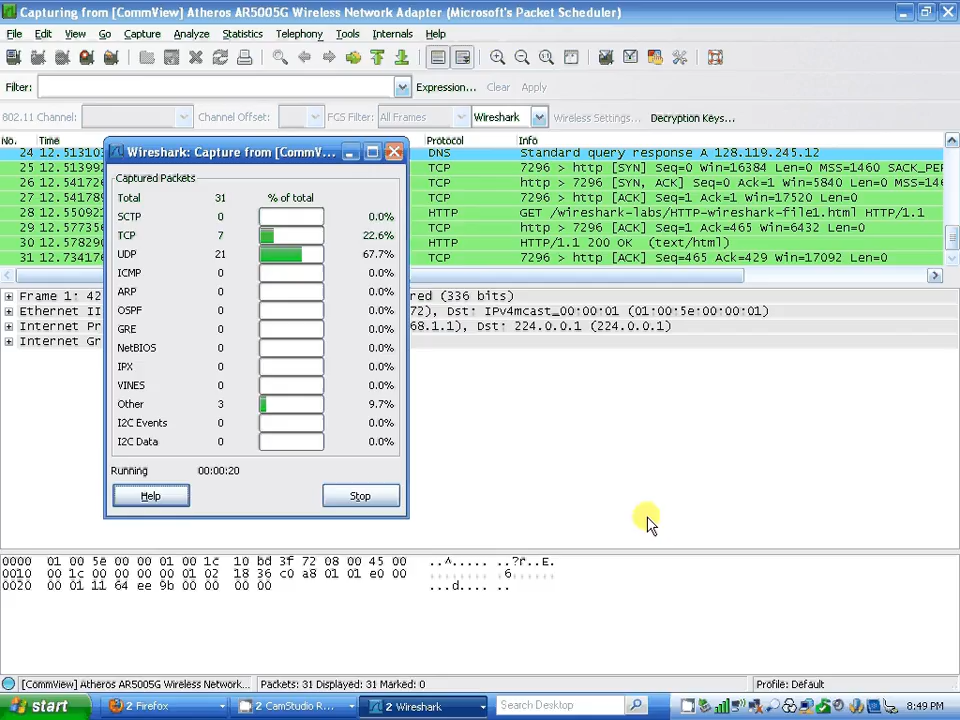 Capturing from [CommView] Atheros AR5005G Wireless Network Adapter (Microsoft's Packet Scheduler)
File Edit View Go Capture Analyze Statistics Telephony Tools Internals Help
Filter: Expression... Clear Apply
802.11 Channel: Channel Offset: FCS Filter: All Frames Wireshark Wireless Settings... Decryption Keys...
No. Time Protocol Info
24 12.513103 DNS Standard query response A 128.119.245.12
25 12.513992 TCP 7296 > http [SYN] Seq=0 Win=16384 Len=0 MSS=1460 SACK_PER
26 12.541726 TCP http > 7296 [SYN, ACK] Seq=0 Ack=1 Win=5840 Len=0 MSS=146
27 12.541789 TCP 7296 > http [ACK] Seq=1 Ack=1 Win=17520 Len=0
28 12.550921 HTTP GET /wireshark-labs/HTTP-wireshark-file1.html HTTP/1.1
29 12.577356 TCP http > 7296 [ACK] Seq=1 Ack=465 Win=6432 Len=0
30 12.578290 HTTP HTTP/1.1 200 OK (text/html)
31 12.734176 TCP 7296 > http [ACK] Seq=465 Ack=429 Win=17092 Len=0
Wireshark: Capture from [CommV...
Captured Packets
Total 31 % of total
SCTP 0 0.0%
TCP 7 22.6%
UDP 21 67.7%
ICMP 0 0.0%
ARP 0 0.0%
OSPF 0 0.0%
GRE 0 0.0%
NetBIOS 0 0.0%
IPX 0 0.0%
VINES 0 0.0%
Other 3 9.7%
I2C Events 0 0.0%
I2C Data 0 0.0%
Running 00:00:20
Help Stop
Frame 1: 42 red (336 bits)
Ethernet II 72), Dst: IPv4mcast_00:00:01 (01:00:5e:00:00:01)
Internet Pr 68.1.1), Dst: 224.0.0.1 (224.0.0.1)
Internet Gr
0000 01 00 5e 00 00 01 00 1c 10 bd 3f 72 08 00 45 00 ..^..... ..?r..E.
0010 00 1c 00 00 00 00 01 02 18 36 c0 a8 01 01 e0 00 ........ .6......
0020 00 01 11 64 ee 9b 00 00 00 00 ...d.... ..
[CommView] Atheros AR5005G Wireless Network... Packets: 31 Displayed: 31 Marked: 0 Profile: Default
start 2 Firefox 2 CamStudio R... 2 Wireshark Search Desktop 8:49 PM